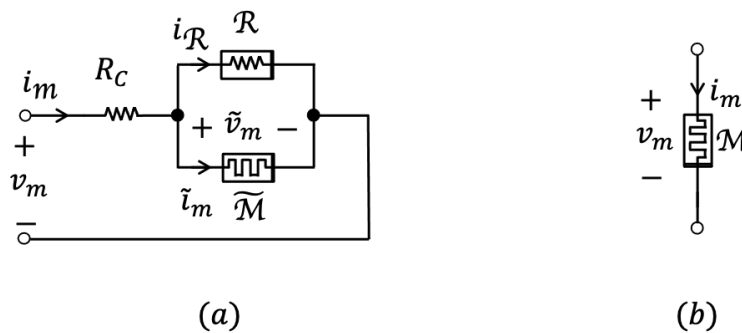 i_ℛ ℛ
i_m R_C
+ ṽ_m −
+ v_m −
ĩ_m ℳ̃
(a)
+ v_m −
i_m
ℳ
(b)